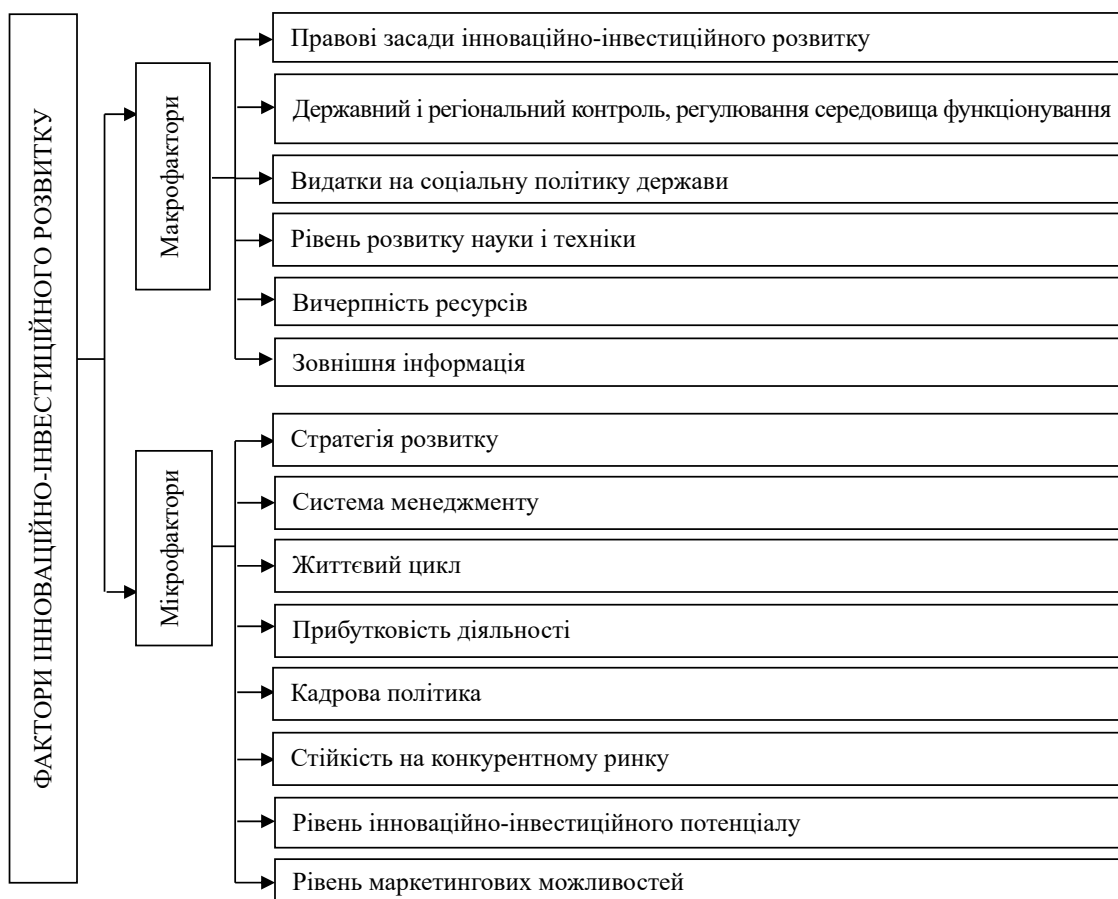 ФАКТОРИ ІННОВАЦІЙНО-ІНВЕСТИЦІЙНОГО РОЗВИТКУ
Макрофактори
Правові засади інноваційно-інвестиційного розвитку
Державний і регіональний контроль, регулювання середовища функціонування
Видатки на соціальну політику держави
Рівень розвитку науки і техніки
Вичерпність ресурсів
Зовнішня інформація
Мікрофактори
Стратегія розвитку
Система менеджменту
Життєвий цикл
Прибутковість діяльності
Кадрова політика
Стійкість на конкурентному ринку
Рівень інноваційно-інвестиційного потенціалу
Рівень маркетингових можливостей